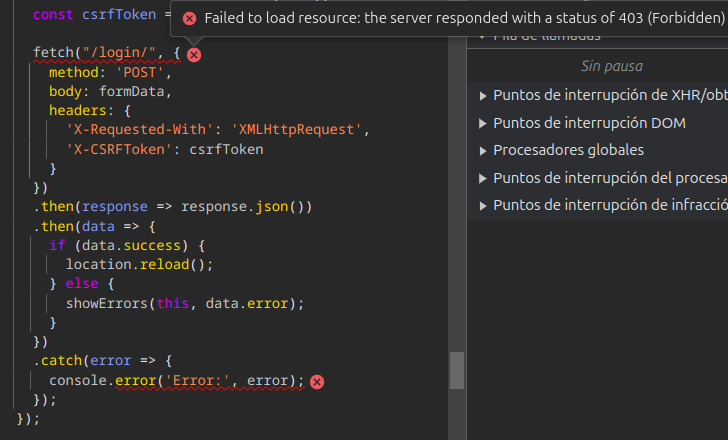 const csrfToken =
Failed to load resource: the server responded with a status of 403 (Forbidden)
fetch("/login/", {
method: 'POST',
body: formData,
headers: {
'X-Requested-With': 'XMLHttpRequest',
'X-CSRFToken': csrfToken
}
})
.then(response => response.json())
.then(data => {
if (data.success) {
location.reload();
} else {
showErrors(this, data.error);
}
})
.catch(error => {
console.error('Error:', error);
});
});
Pila de llamadas
Sin pausa
Puntos de interrupción de XHR/obt
Puntos de interrupción DOM
Procesadores globales
Puntos de interrupción del procesa
Puntos de interrupción de infracció